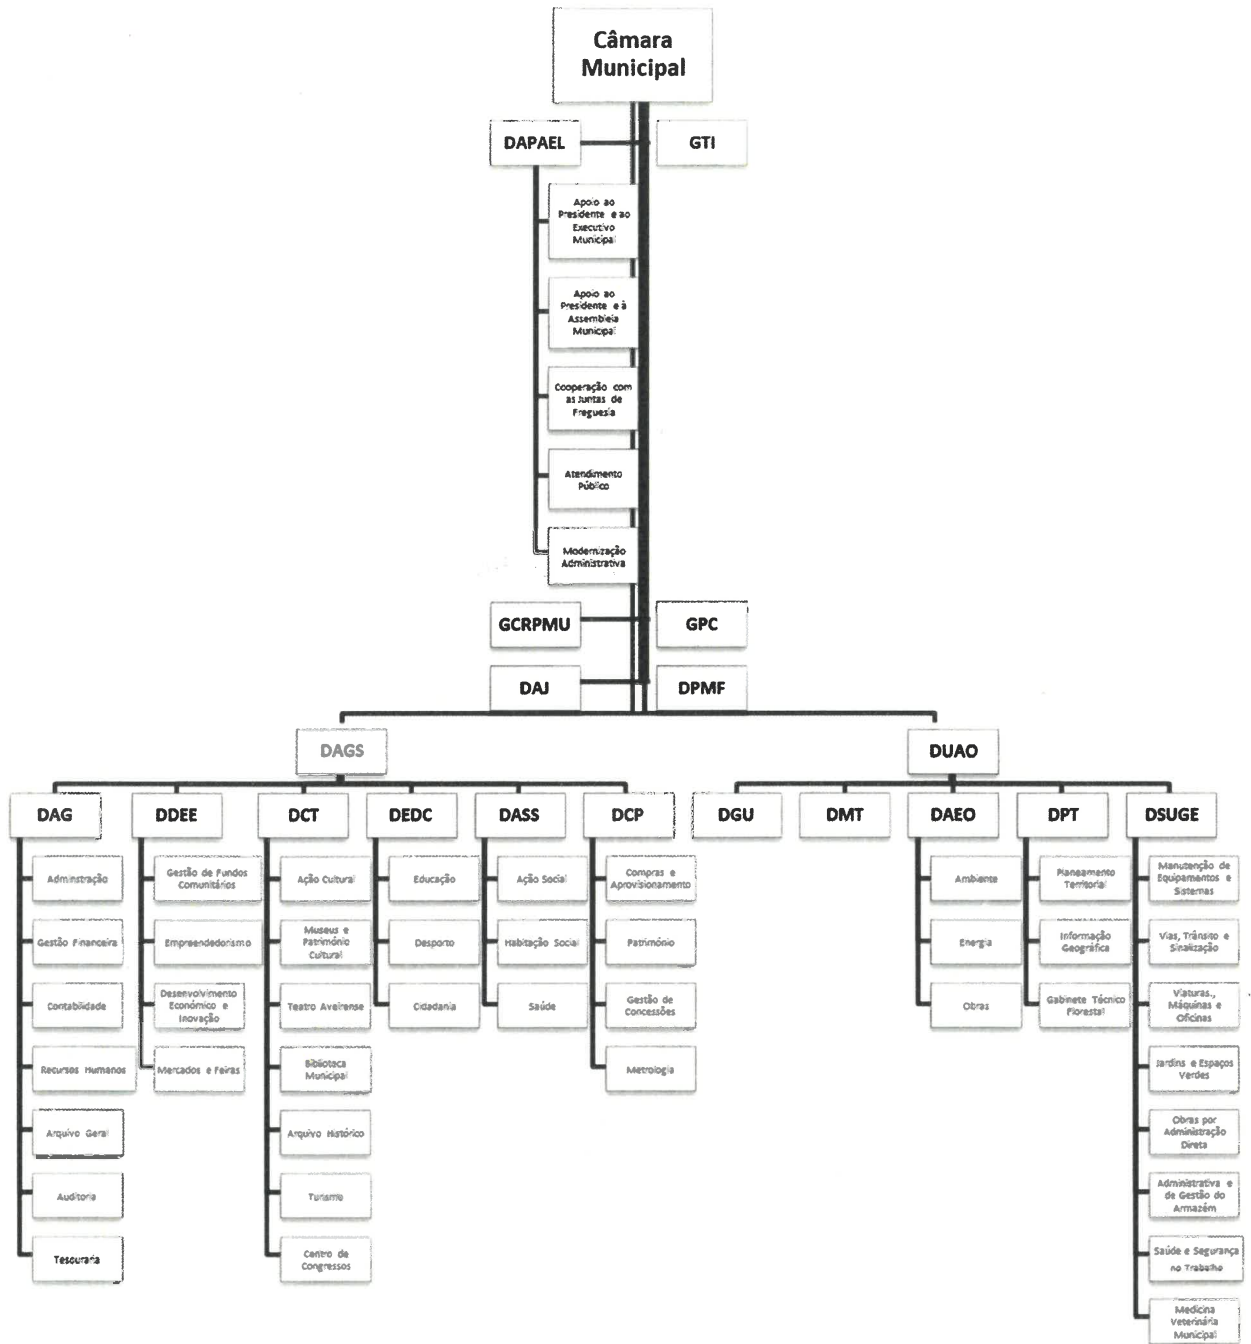 Câmara
Municipal
DAPAEL
GTI
Apoio ao
Presidente e ao
Executivo
Municipal
Apoio ao
Presidente e à
Assembleia
Municipal
Cooperação com
as Juntas de
Freguesia
Atendimento
Público
Modernização
Administrativa
GCRPMU
GPC
DAJ
DPMF
DAGS
DUAO
DAG
DDEE
DCT
DEDC
DASS
DCP
DGU
DMT
DAEO
DPT
DSUGE
Adminstração
Gestão Financeira
Contabilidade
Recursos Humanos
Arquivo Geral
Auditoria
Tesouraria
Gestão de Fundos
Comunitários
Empreendedorismo
Desenvolvimento
Económico e
Inovação
Mercados e Feiras
Ação Cultural
Museus e
Património
Cultural
Teatro Aveirense
Biblioteca
Municipal
Arquivo Histórico
Turismo
Centro de
Congressos
Educação
Desporto
Cidadania
Ação Social
Habitação Social
Saúde
Compras e
Aprovisionamento
Património
Gestão de
Concessões
Metrologia
Ambiente
Energia
Obras
Planeamento
Territorial
Informação
Geográfica
Gabinete Técnico
Florestal
Manutenção de
Equipamentos e
Sistemas
Vias, Trânsito e
Sinalização
Viaturas., 
Máquinas e
Oficinas
Jardins e Espaços
Verdes
Obras por
Administração
Direta
Administrativa e
de Gestão do
Armazém
Saúde e Segurança
no Trabalho
Medicina
Veterinária
Municipal